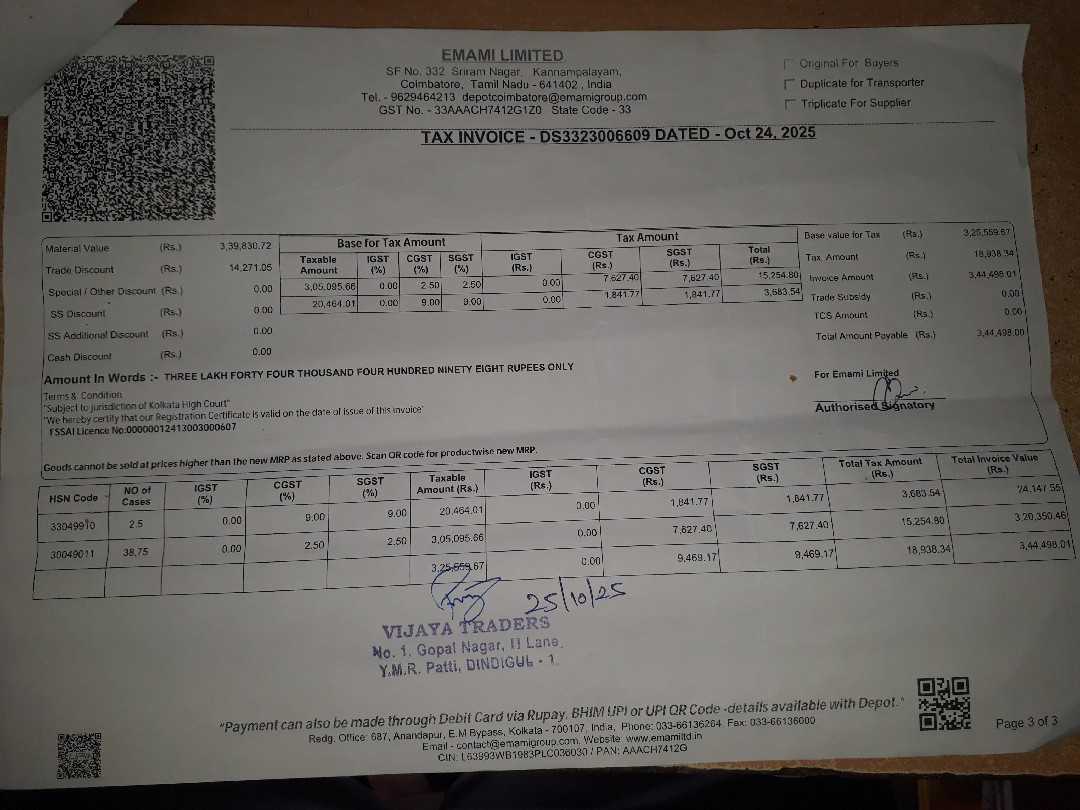 EMAMI LIMITED
SF No. 332 Sriram Nagar, Kannampalayam,
Coimbatore, Tamil Nadu - 641402 , India
Tel. - 9629464213 depotcoimbatore@emamigroup.com
GST No. - 33AAACH7412G1Z0 State Code - 33
Original For Buyers
Duplicate for Transporter
Triplicate For Supplier
TAX INVOICE - DS3323006609 DATED - Oct 24, 2025
Material Value (Rs.) 3,39,830.72
Trade Discount (Rs.) 14,271.05
Special / Other Discount (Rs.) 0.00
SS Discount (Rs.) 0.00
SS Additional Discount (Rs.) 0.00
Cash Discount (Rs.) 0.00
Base for Tax Amount Tax Amount
Taxable Amount IGST (%) CGST (%) SGST (%) IGST (Rs.) CGST (Rs.) SGST (Rs.) Total (Rs.)
3,05,095.66 0.00 2.50 2.50 0.00 7,627.40 7,627.40 15,254.80
20,464.01 0.00 9.00 9.00 0.00 1,841.77 1,841.77 3,683.54
Base value for Tax (Rs.) 3,25,559.67
Tax. Amount (Rs.) 18,938.34
Invoice Amount (Rs.) 3,44,498.01
Trade Subsidy (Rs.) 0.00
TCS Amount (Rs.) 0.00
Total Amount Payable (Rs.) 3,44,498.00
Amount In Words :- THREE LAKH FORTY FOUR THOUSAND FOUR HUNDRED NINETY EIGHT RUPEES ONLY
Terms & Condition
"Subject to jurisdiction of Kolkata High Court"
"We hereby certify that our Registration Certificate is valid on the date of issue of this invoice"
FSSAI Licence No:00000012413003000607
For Emami Limited
Authorised Signatory
Goods cannot be sold at prices higher than the new MRP as stated above. Scan QR code for productwise new MRP.
HSN Code NO of Cases IGST (%) CGST (%) SGST (%) Taxable Amount (Rs.) IGST (Rs.) CGST (Rs.) SGST (Rs.) Total Tax Amount (Rs.) Total Invoice Value (Rs.)
33049910 2.5 0.00 9.00 9.00 20,464.01 0.00 1,841.77 1,841.77 3,683.54 24,147.55
30049011 38.75 0.00 2.50 2.50 3,05,095.66 0.00 7,627.40 7,627.40 15,254.80 3,20,350.46
3,25,559.67 0.00 9,469.17 9,469.17 18,938.34 3,44,498.01
25/10/25
VIJAYA TRADERS
No. 1, Gopal Nagar, II Lane,
Y.M.R. Patti, DINDIGUL - 1.
"Payment can also be made through Debit Card via Rupay, BHIM UPI or UPI QR Code -details available with Depot."
Redg. Office: 687, Anandapur, E.M Bypass, Kolkata - 700107, India, Phone: 033-66136264, Fax: 033-66136000
Email - contact@emamigroup.com, Website: www.emamiltd.in
CIN: L63993WB1983PLC036030 / PAN: AAACH7412G
Page 3 of 3